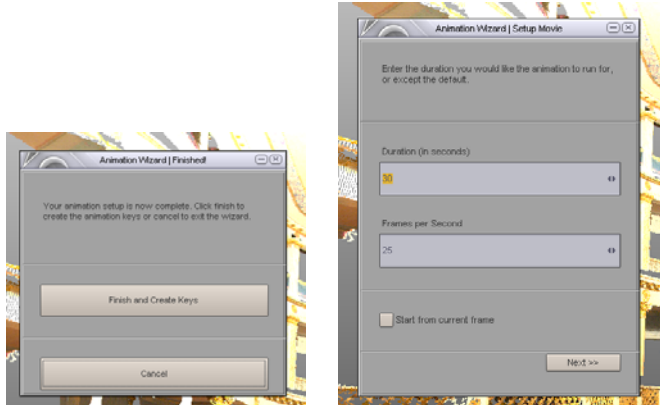 Animation Wizard | Finished!
Your animation setup is now complete. Click finish to
create the animation keys or cancel to exit the wizard.
Finish and Create Keys
Cancel
Animation Wizard | Setup Movie
Enter the duration you would like the animation to run for,
or except the default.
Duration (in seconds)
30
Frames per Second
25
Start from current frame
Next >>